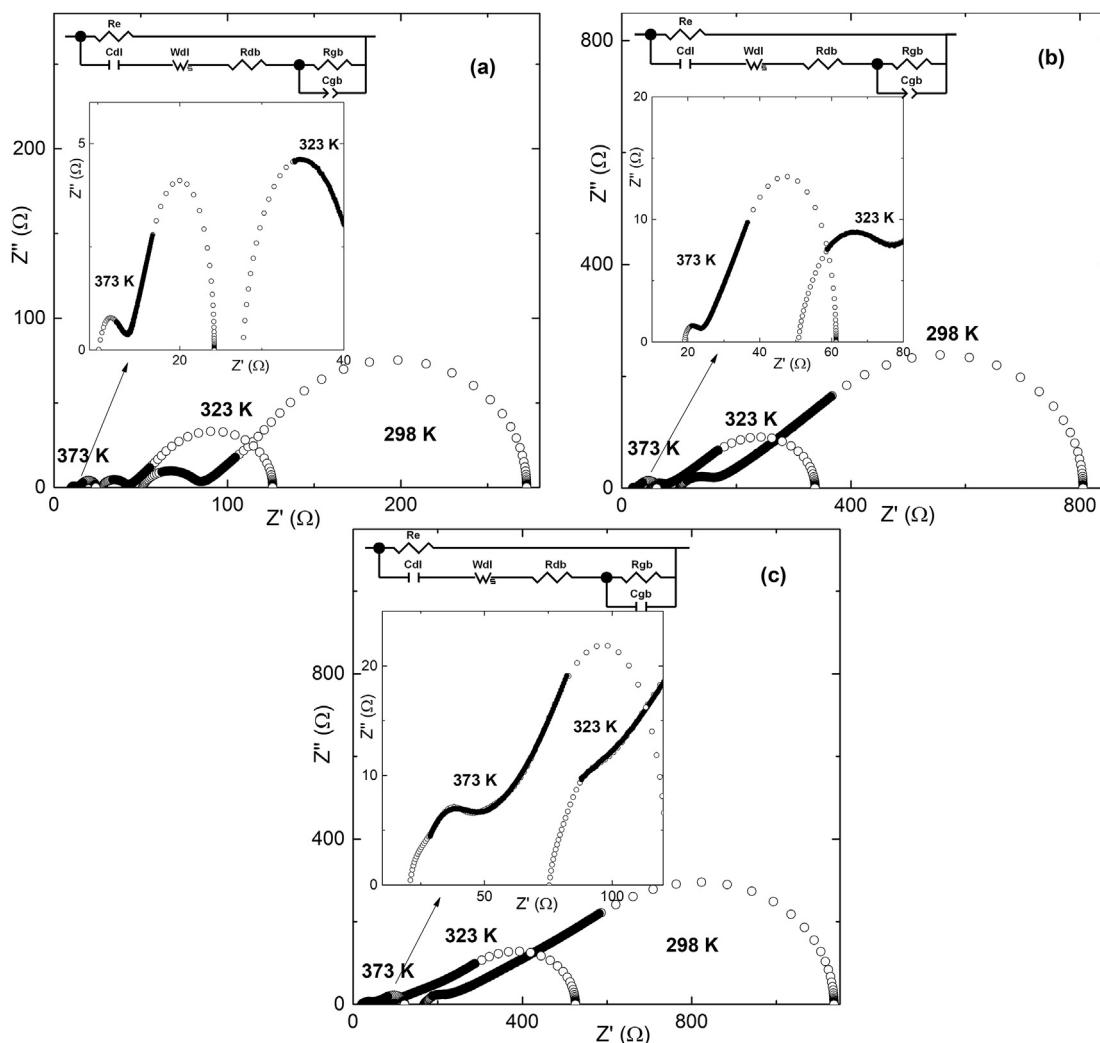 Re
Cdl Wdl Rdb Rgb
S
Cgb
(a)
200
100
0
Z'' (Ω)
5
0
Z'' (Ω)
323 K
373 K
20 40
Z' (Ω)
373 K
323 K
298 K
0 100 200
Z' (Ω)
Re
Cdl Wdl Rdb Rgb
S
Cgb
(b)
800
400
0
Z'' (Ω)
20
10
0
Z'' (Ω)
323 K
373 K
20 40 60 80
Z' (Ω)
298 K
323 K
373 K
0 400 800
Z' (Ω)
Re
Cdl Wdl Rdb Rgb
S
Cgb
(c)
800
400
0
Z'' (Ω)
20
10
0
Z'' (Ω)
323 K
373 K
50 100
Z' (Ω)
323 K
373 K
298 K
0 400 800
Z' (Ω)